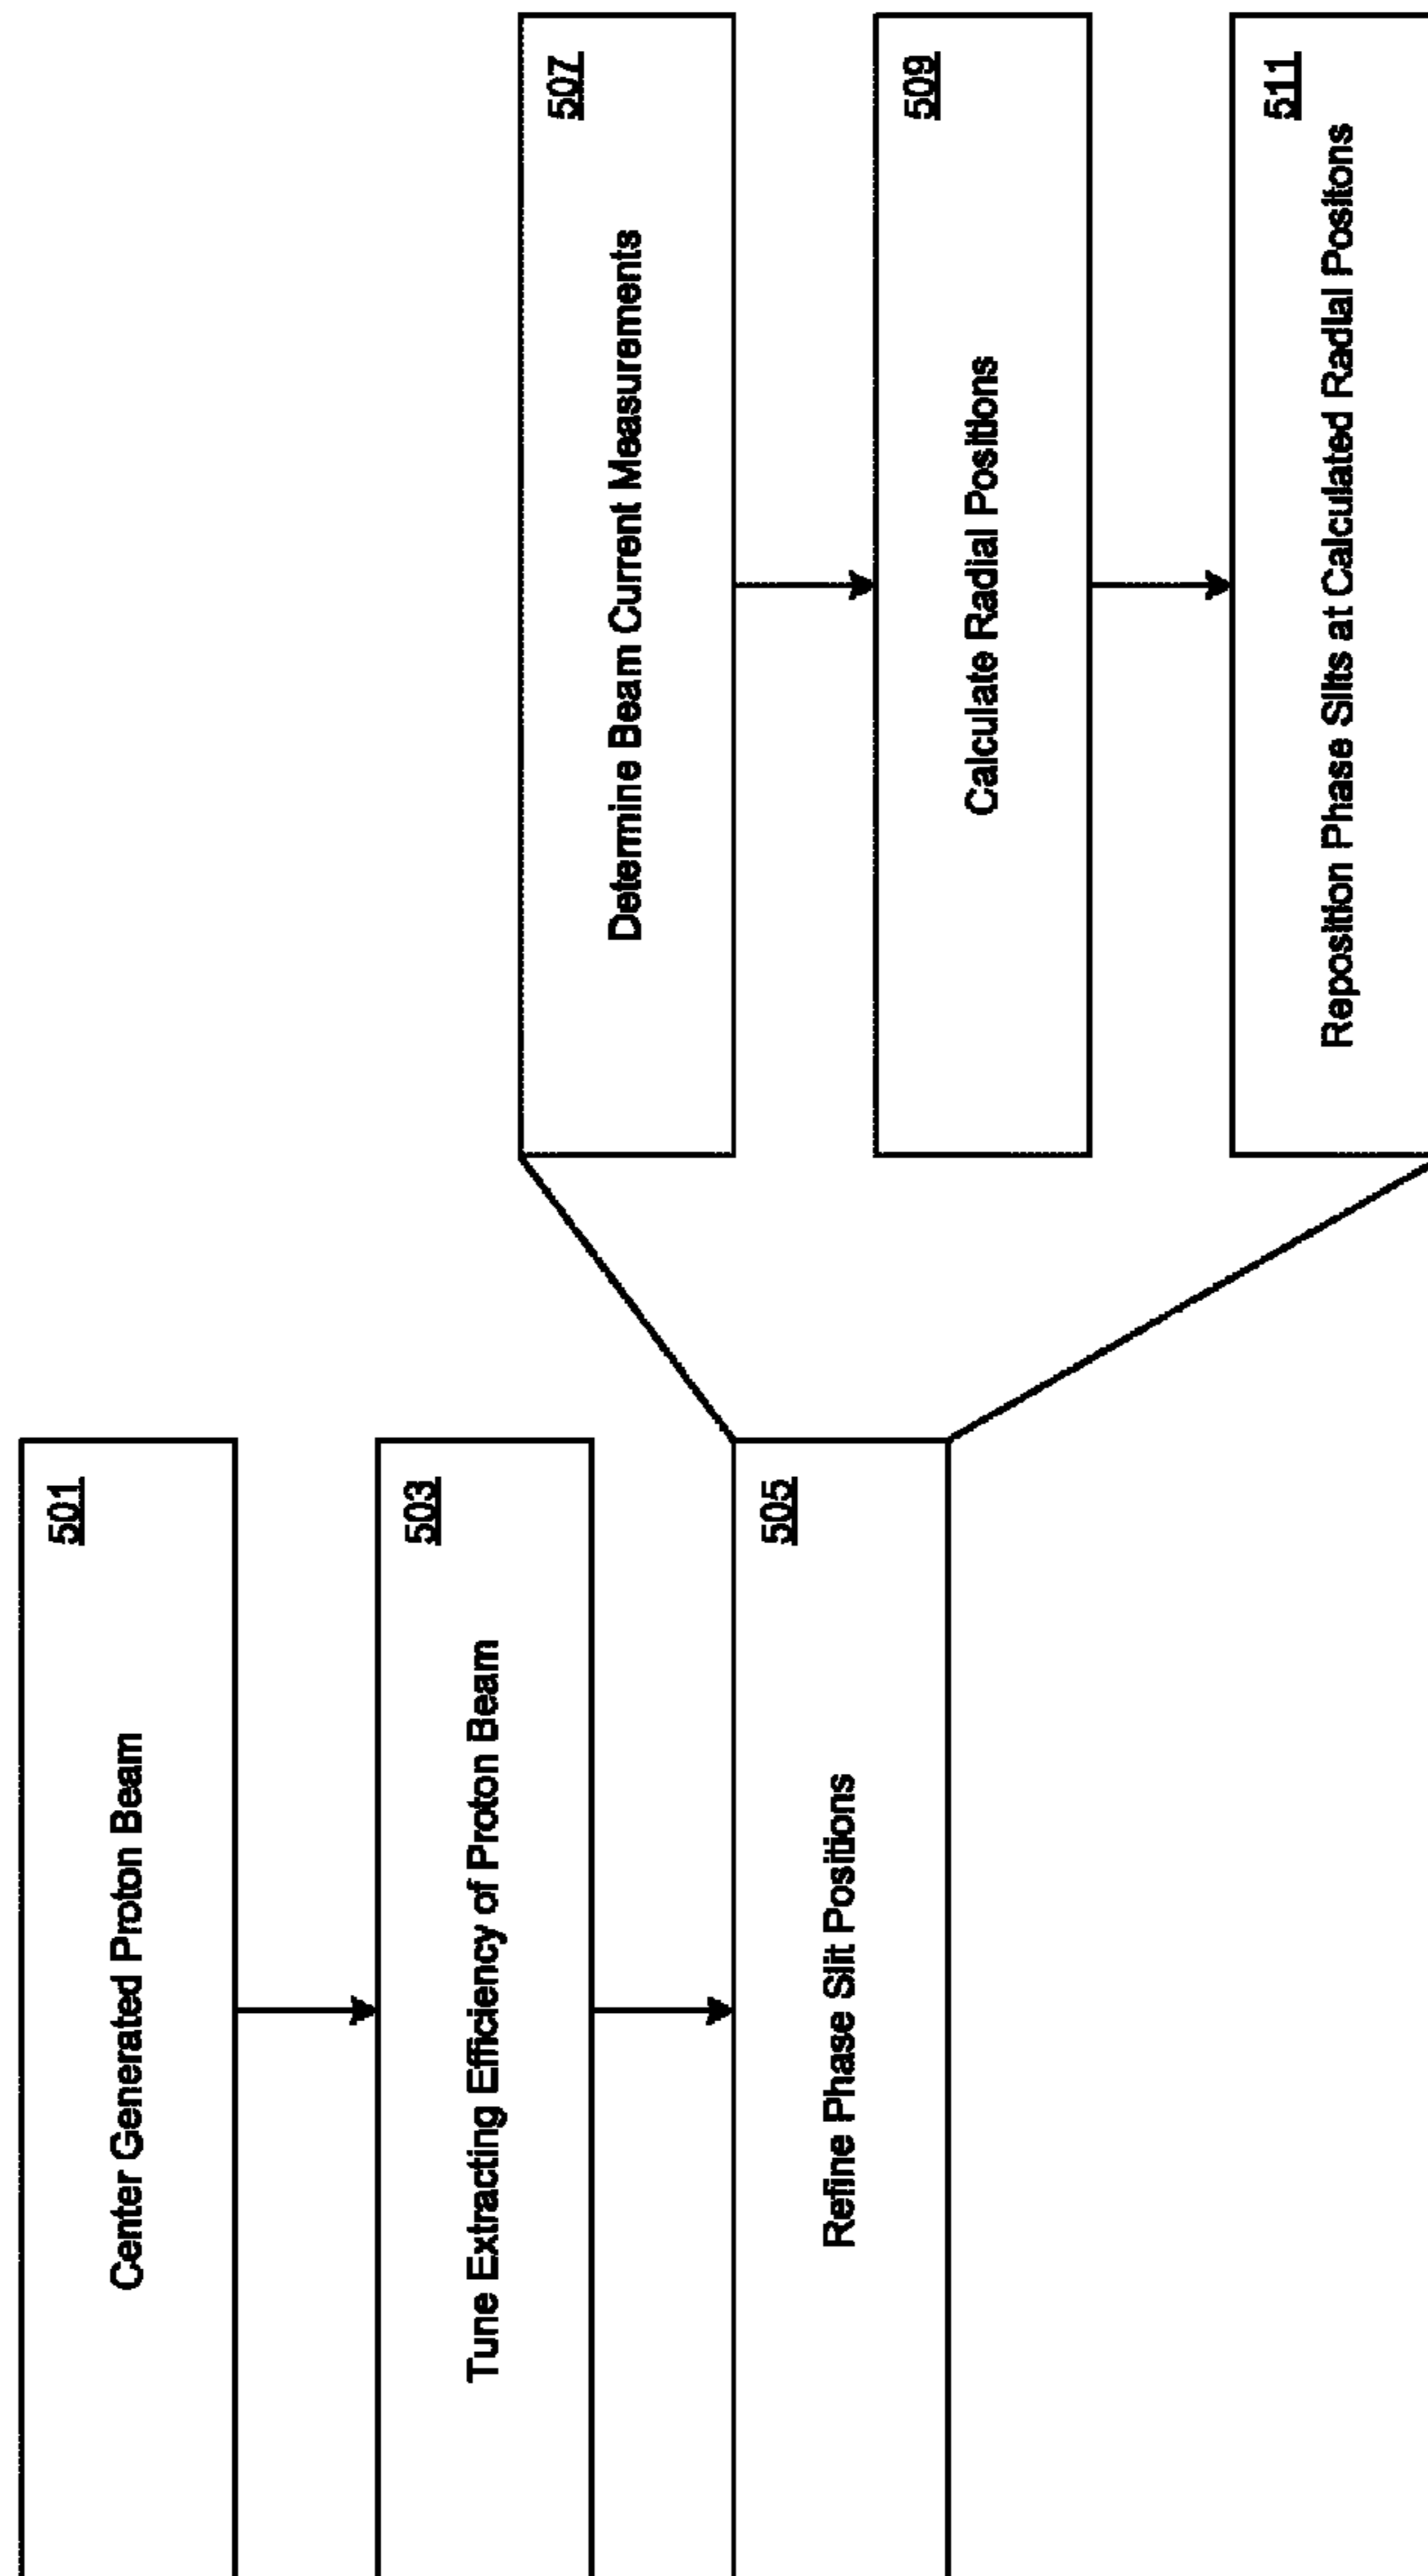 501
Center Generated Proton Beam
503
Tune Extracting Efficiency of Proton Beam
505
Refine Phase Slit Positions
507
Determine Beam Current Measurements
509
Calculate Radial Positions
511
Reposition Phase Slits at Calculated Radial Positons